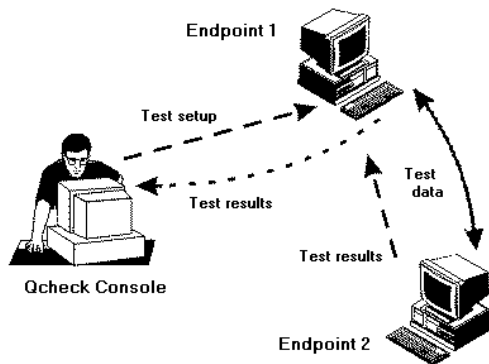 Endpoint 1
Test setup
Test
data
Test results
Test results
Qcheck Console
Endpoint 2